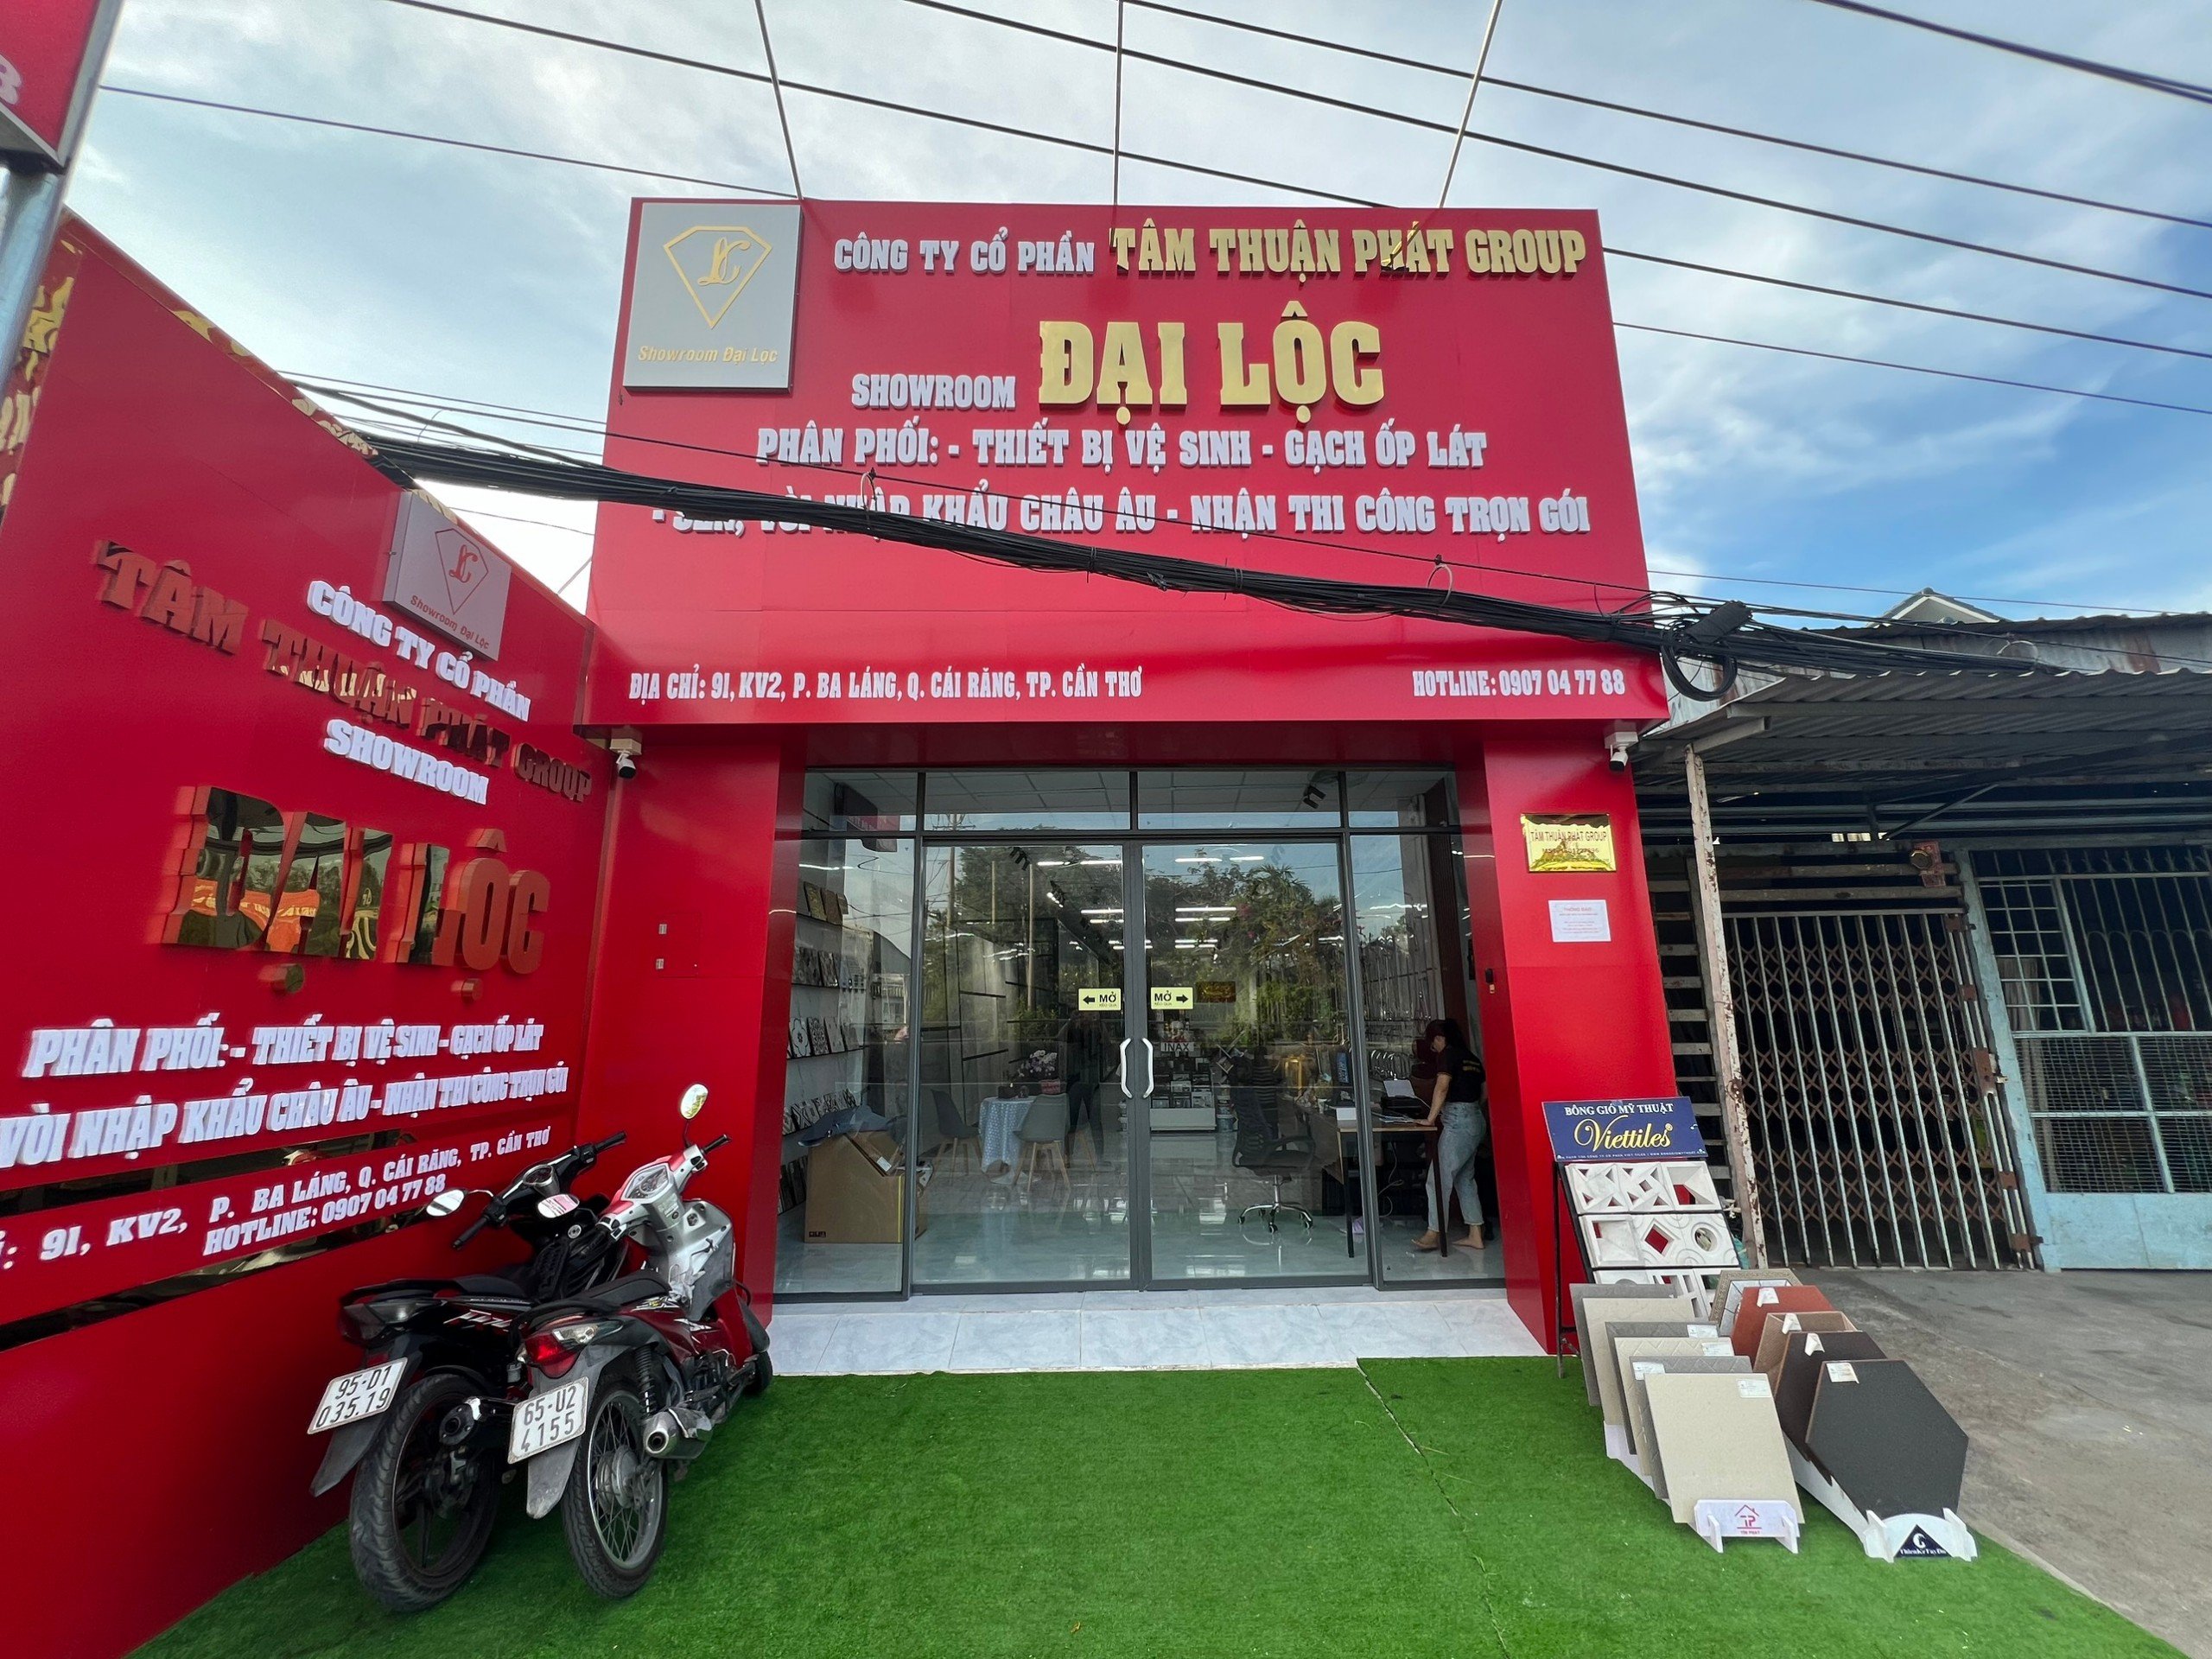 Showroom Đại Lọc
CÔNG TY CỔ PHẦN TÂM THUẬN PHÁT GROUP
SHOWROOM ĐẠI LỘC
PHÂN PHỐI: - THIẾT BỊ VỆ SINH - GẠCH ỐP LÁT
- SEN, VÒI NHẬP KHẨU CHÂU ÂU - NHẬN THI CÔNG TRỌN GÓI
ĐỊA CHỈ: 91, KV2, P. BA LÁNG, Q. CÁI RĂNG, TP. CẦN THƠ
HOTLINE: 0907 04 77 88
Showroom Đại Lộc
CÔNG TY CỔ PHẦN
TÂM THUẬN PHÁT GROUP
SHOWROOM
ĐẠI LỘC
PHÂN PHỐI: - THIẾT BỊ VỆ SINH - GẠCH ỐP LÁT
VÒI NHẬP KHẨU CHÂU ÂU - NHẬN THI CÔNG TRỌN GÓI
: 91, KV2, P. BA LÁNG, Q. CÁI RĂNG, TP. CẦN THƠ
HOTLINE: 0907 04 77 88
TÂM THUẬN PHÁT GROUP
MỞ
MỞ
INAX
BÔNG GIÓ MỸ THUẬT
Viettiles
95-D1
035.19
65-U2
4155
TP